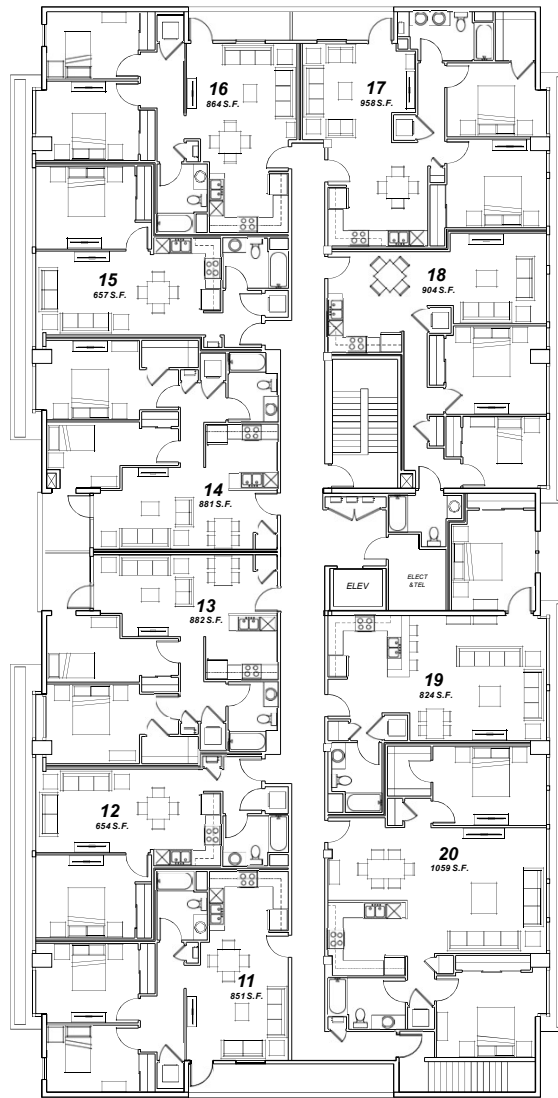 16
864 S.F.
17
958 S.F.
15
657 S.F.
18
904 S.F.
14
881 S.F.
ELEV
ELECT
&TEL
13
882 S.F.
19
824 S.F.
12
654 S.F.
20
1059 S.F.
11
851 S.F.